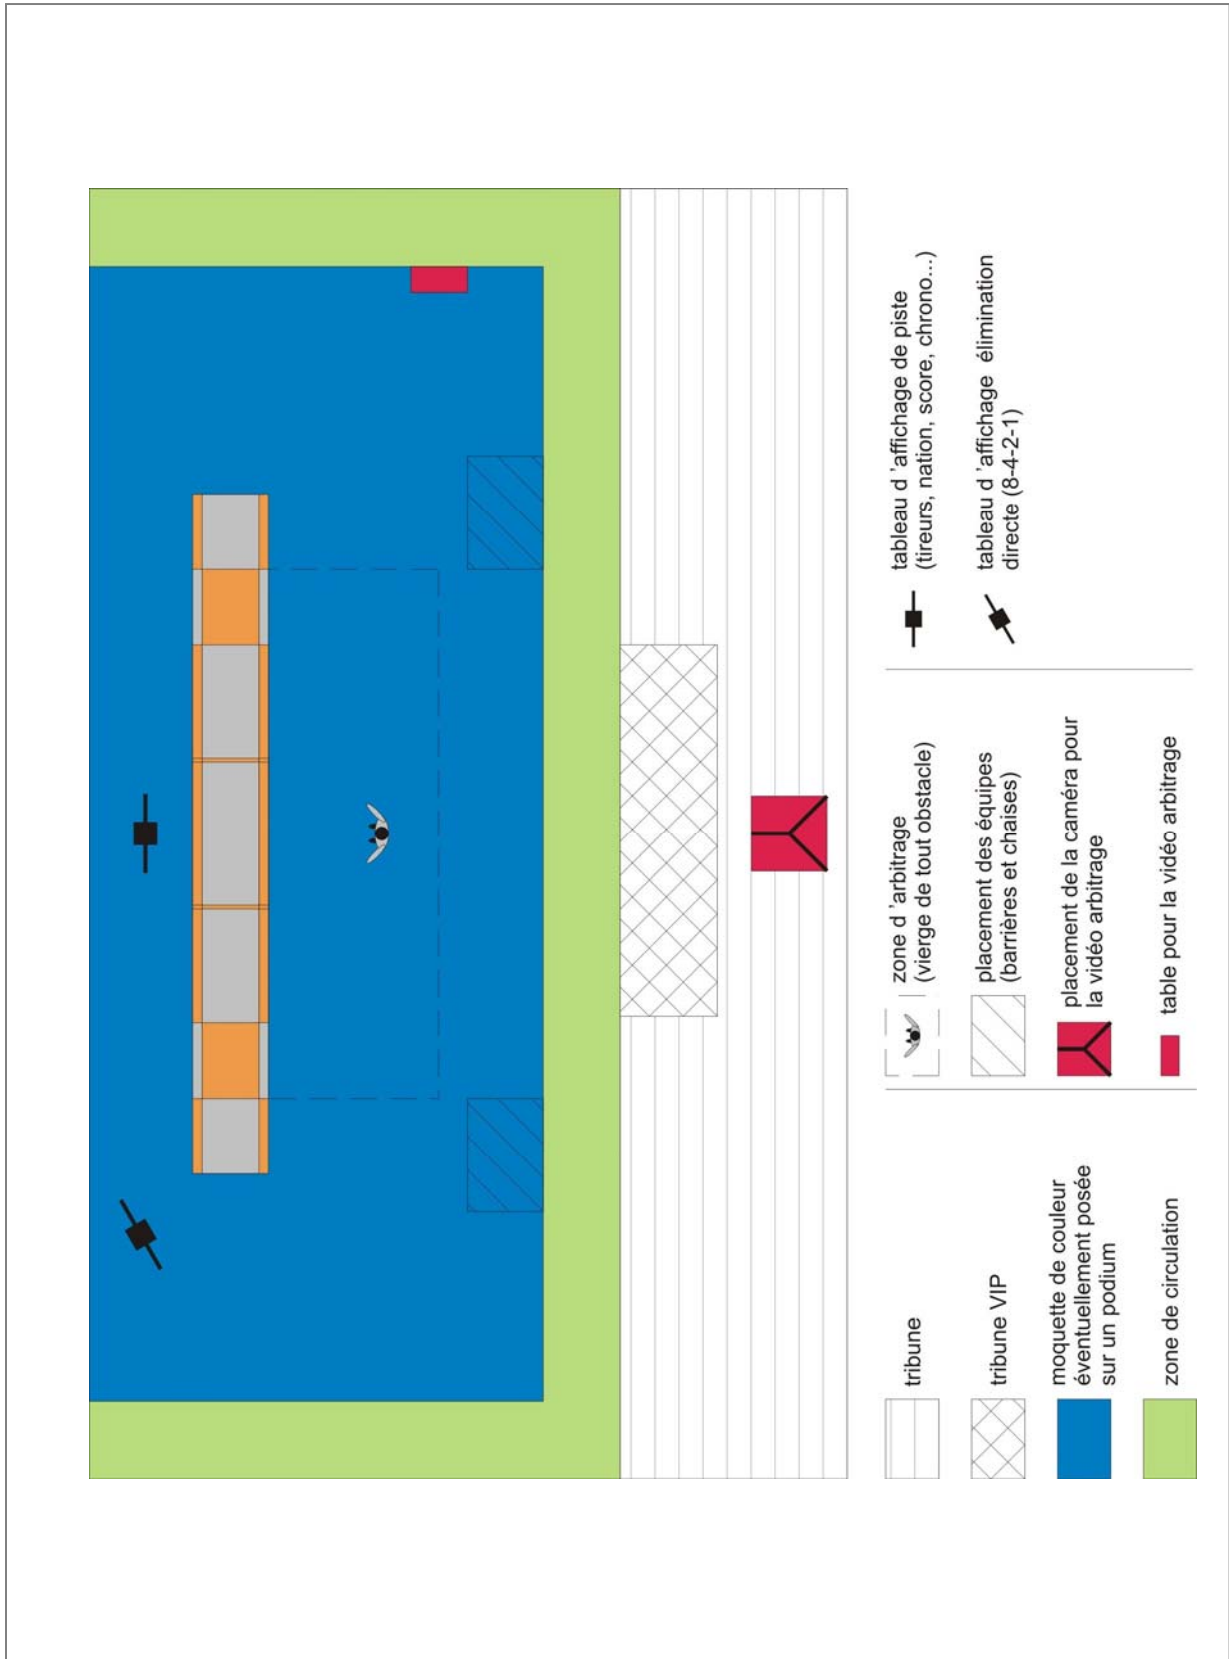 tribune
tribune VIP
moquette de couleur
éventuellement posée
sur un podium
zone de circulation
zone d 'arbitrage
(vierge de tout obstacle)
placement des équipes
(barrières et chaises)
placement de la caméra pour
la vidéo arbitrage
table pour la vidéo arbitrage
tableau d 'affichage de piste
(tireurs, nation, score, chrono...)
tableau d 'affichage élimination
directe (8-4-2-1)